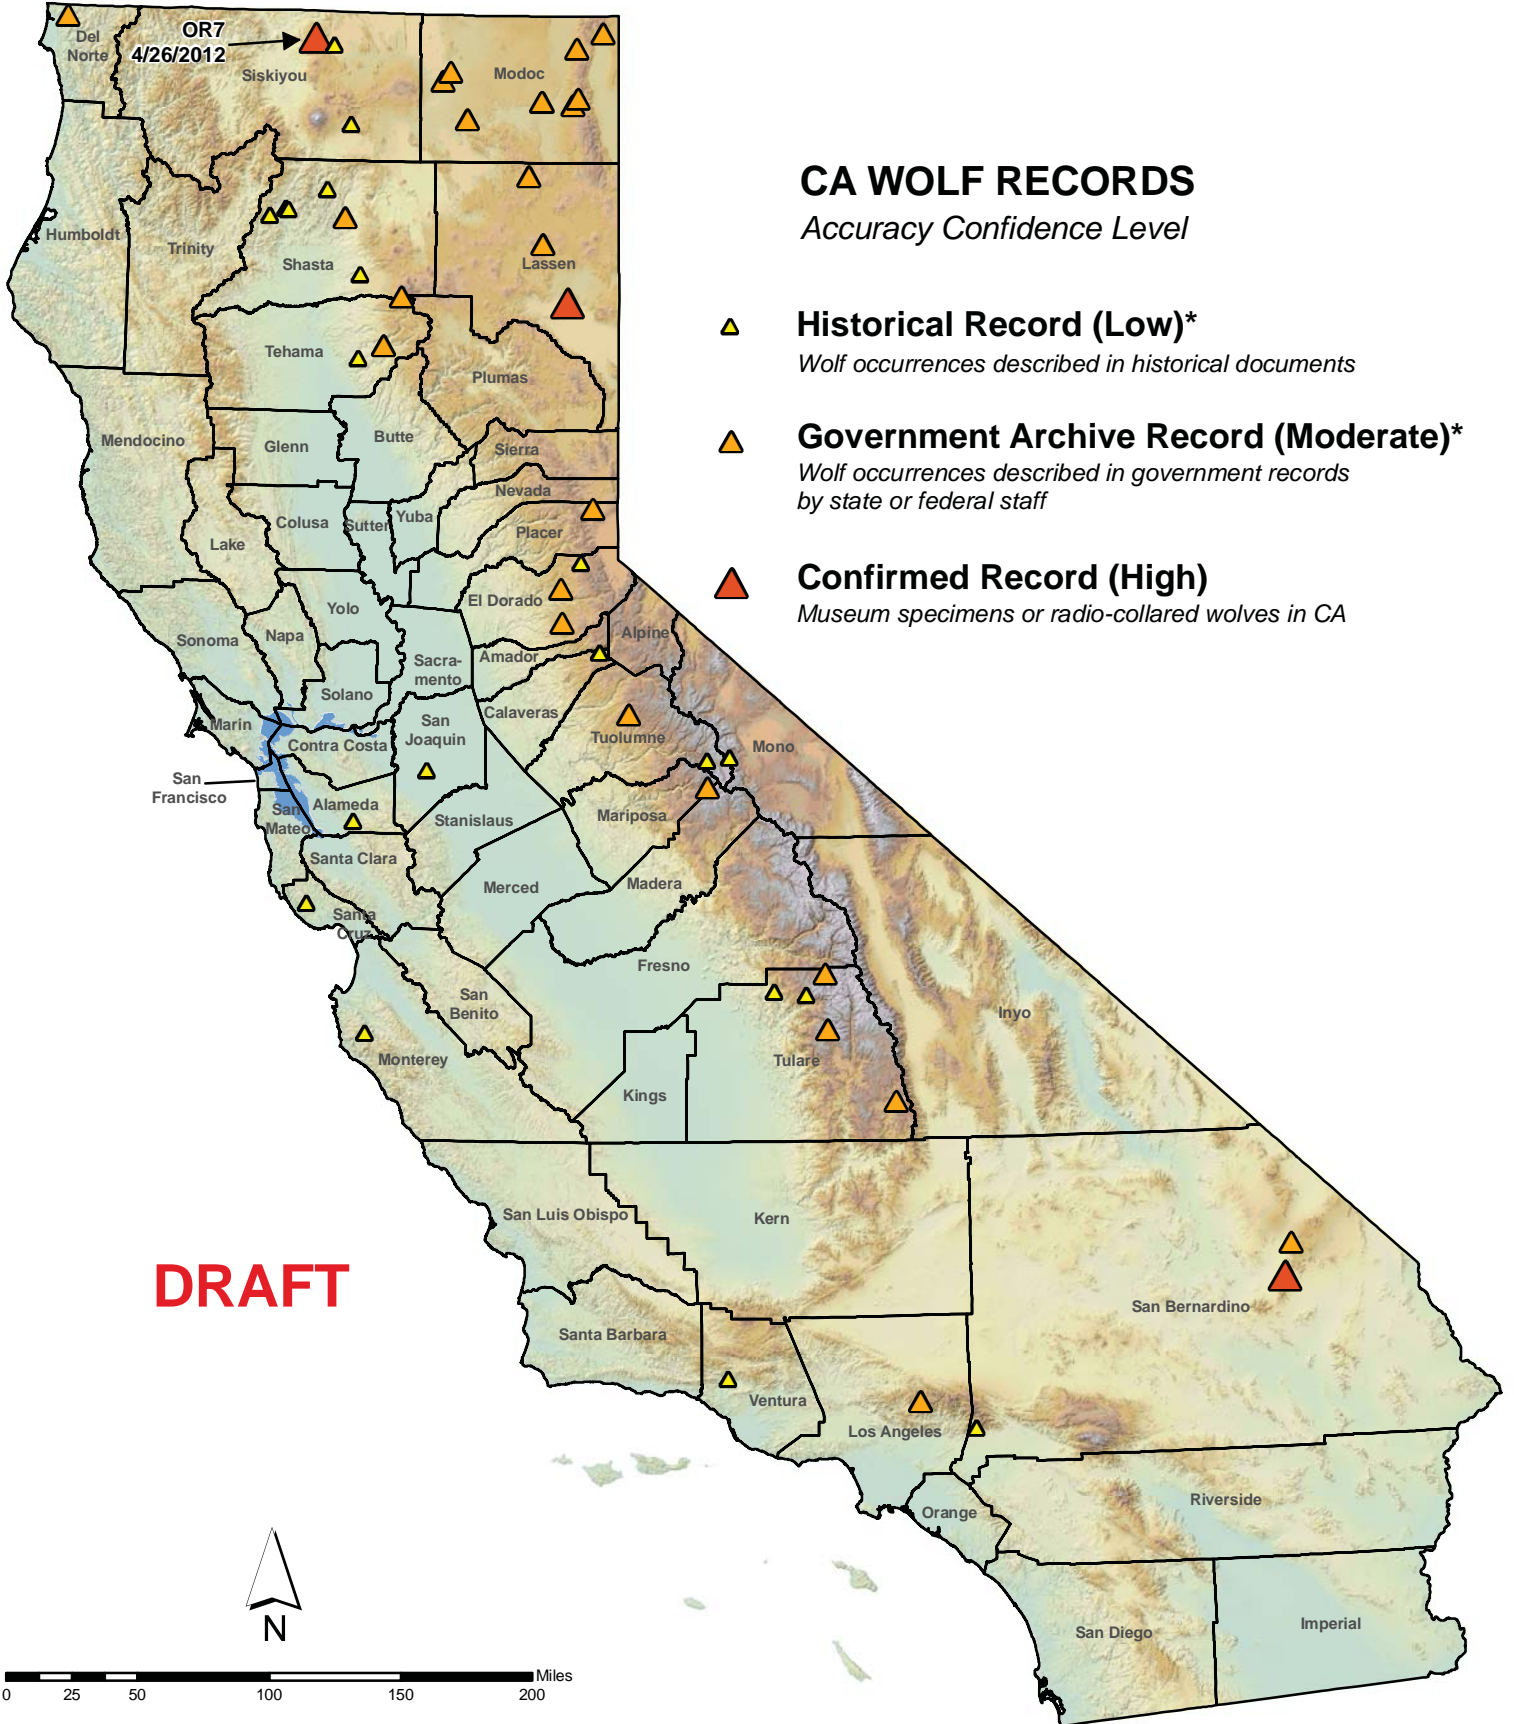 Del
Norte
OR7
4/26/2012
Siskiyou
Modoc
CA WOLF RECORDS
Accuracy Confidence Level
Humboldt
Trinity
Shasta
Lassen
Historical Record (Low)*
Wolf occurrences described in historical documents
Tehama
Plumas
Mendocino
Glenn
Butte
Sierra
Government Archive Record (Moderate)*
Wolf occurrences described in government records
by state or federal staff
Nevada
Colusa
Sutter
Yuba
Placer
Lake
Confirmed Record (High)
Museum specimens or radio-collared wolves in CA
Yolo
El Dorado
Sonoma
Napa
Alpine
Sacra-
mento
Amador
Solano
Calaveras
Marin
San
Joaquin
Contra Costa
Tuolumne
Mono
San
Francisco
San
Mateo
Alameda
Stanislaus
Mariposa
Santa Clara
Merced
Madera
Santa
Cruz
Fresno
San
Benito
Inyo
Monterey
Tulare
Kings
San Luis Obispo
Kern
DRAFT
San Bernardino
Santa Barbara
Ventura
Los Angeles
Riverside
Orange
San Diego
Imperial
N
Miles
0 25 50 100 150 200